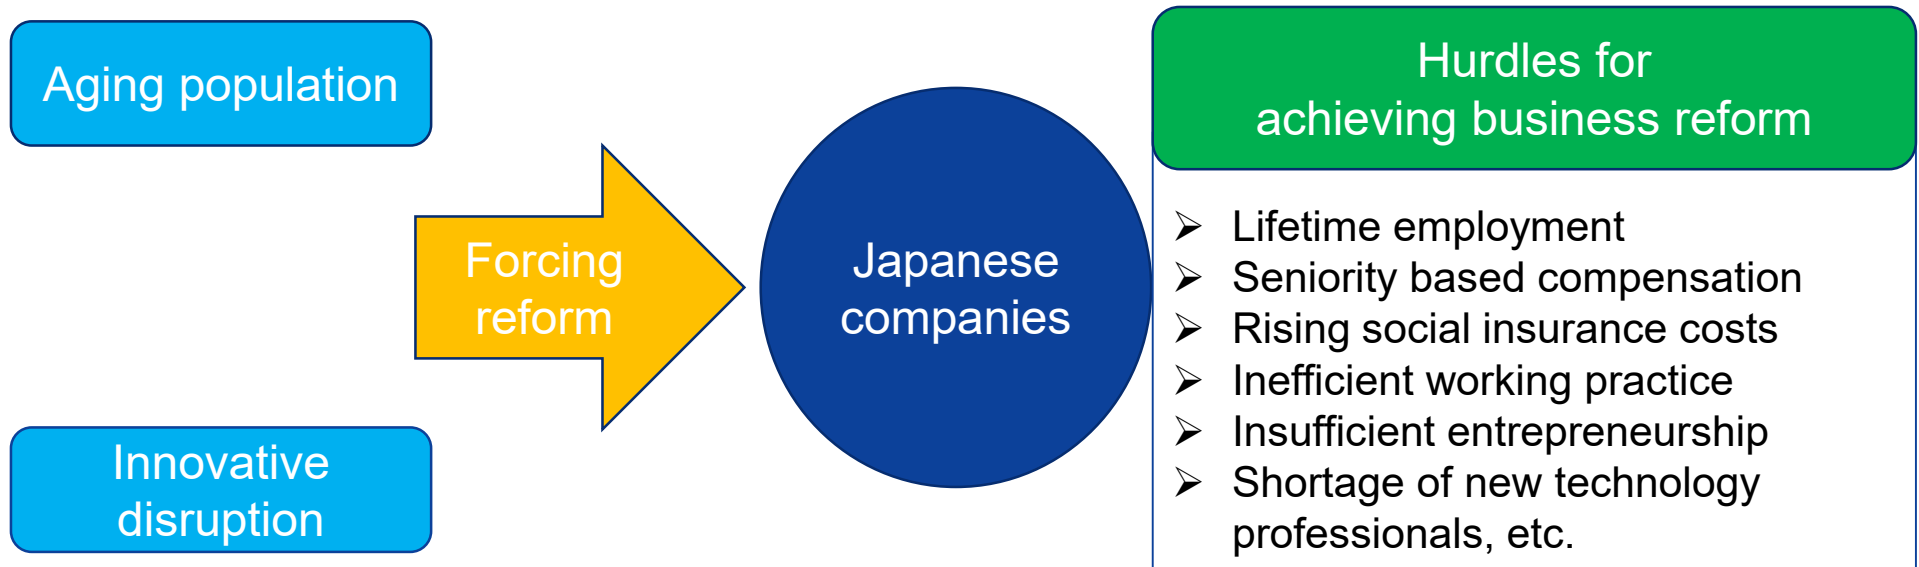 Aging population
Innovative
disruption
Forcing
reform
Japanese
companies
Hurdles for
achieving business reform
➢ Lifetime employment
➢ Seniority based compensation
➢ Rising social insurance costs
➢ Inefficient working practice
➢ Insufficient entrepreneurship
➢ Shortage of new technology
professionals, etc.